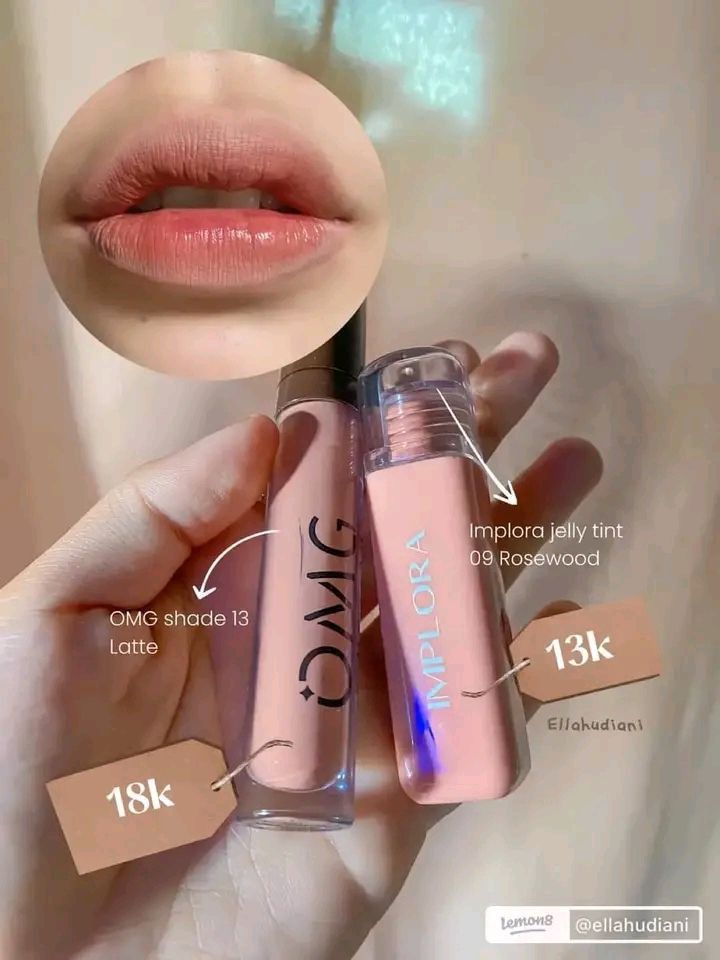 OMG
IMPLORA
Implora jelly tint
09 Rosewood
OMG shade 13
Latte
13k
Ellahudiani
18k
lemon8 @ellahudiani